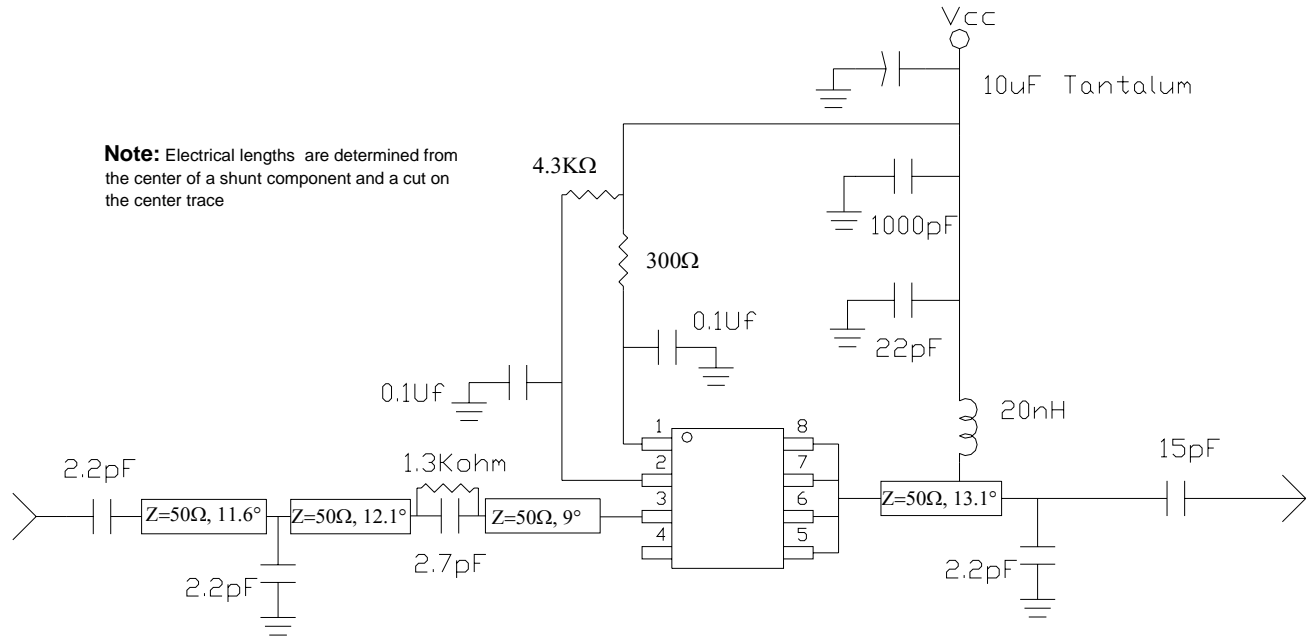 Vcc
10uF Tantalum
Note: Electrical lengths are determined from
the center of a shunt component and a cut on
the center trace
4.3KΩ
1000pF
300Ω
0.1Uf
22pF
0.1Uf
20nH
1
8
2
7
3
6
4
5
2.2pF
1.3Kohm
15pF
Z=50Ω, 11.6°
Z=50Ω, 12.1°
Z=50Ω, 9°
Z=50Ω, 13.1°
2.7pF
2.2pF
2.2pF